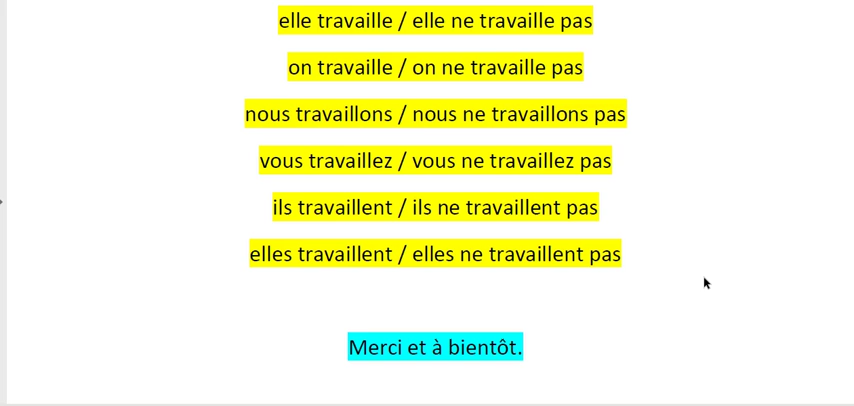 elle travaille / elle ne travaille pas
on travaille / on ne travaille pas
nous travaillons / nous ne travaillons pas
vous travaillez / vous ne travaillez pas
ils travaillent / ils ne travaillent pas
elles travaillent / elles ne travaillent pas
Merci et à bientôt.